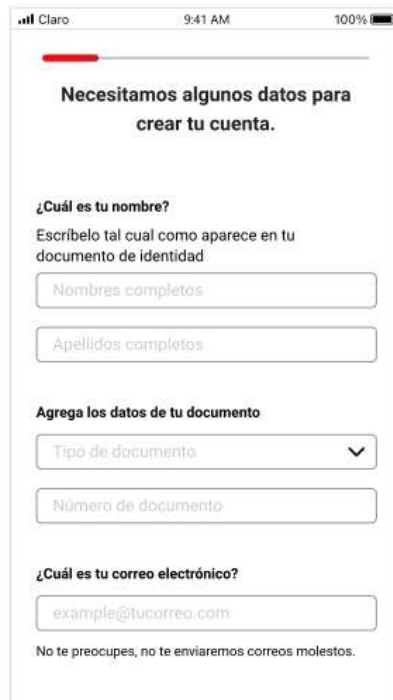 Claro 9:41 AM 100%
Necesitamos algunos datos para
crear tu cuenta.
¿Cuál es tu nombre?
Escríbelo tal cual como aparece en tu
documento de identidad
Nombres completos
Apellidos completos
Agrega los datos de tu documento
Tipo de documento
Número de documento
¿Cuál es tu correo electrónico?
example@tucorreo.com
No te preocupes, no te enviaremos correos molestos.